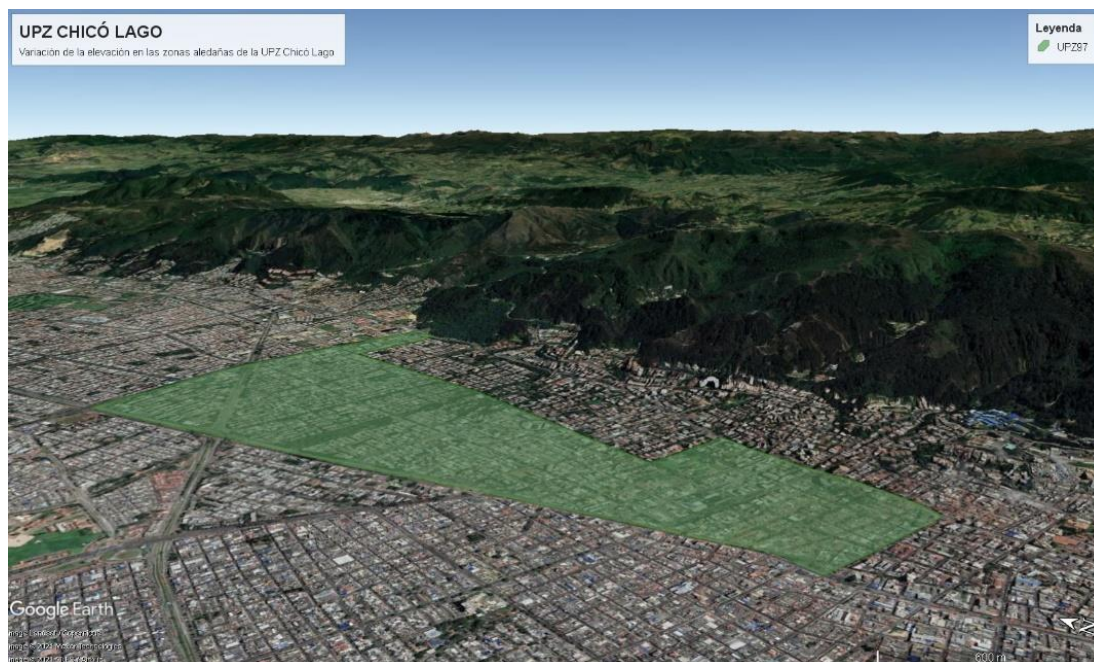 UPZ CHICÓ LAGO
Variación de la elevación en las zonas aledañas de la UPZ Chicó Lago
Leyenda
UPZ97
Google Earth
600 m